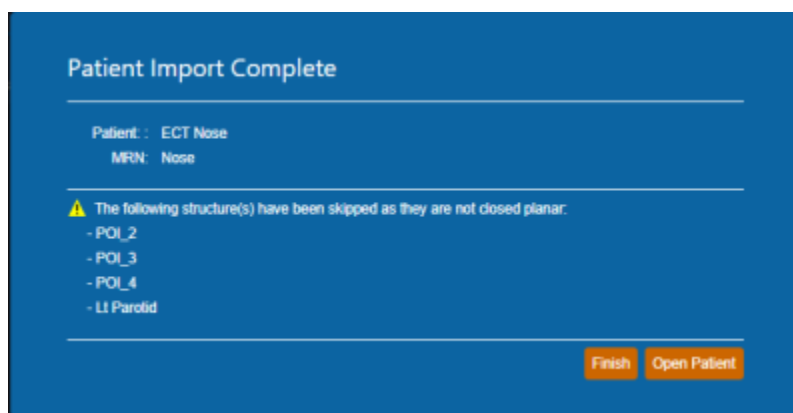 Patient Import Complete
Patient: : ECT Nose
MRN: Nose
The following structure(s) have been skipped as they are not closed planar:
- POI_2
- POI_3
- POI_4
- Lt Parotid
Finish Open Patient